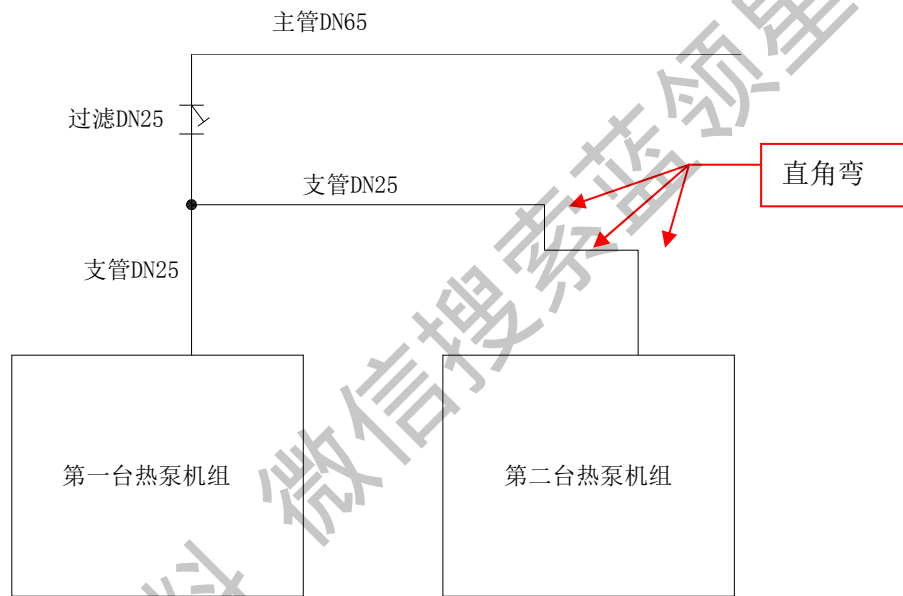 主管DN65
过滤DN25
支管DN25
直角弯
支管DN25
第一台热泵机组
第二台热泵机组
料 微信搜索蓝领星